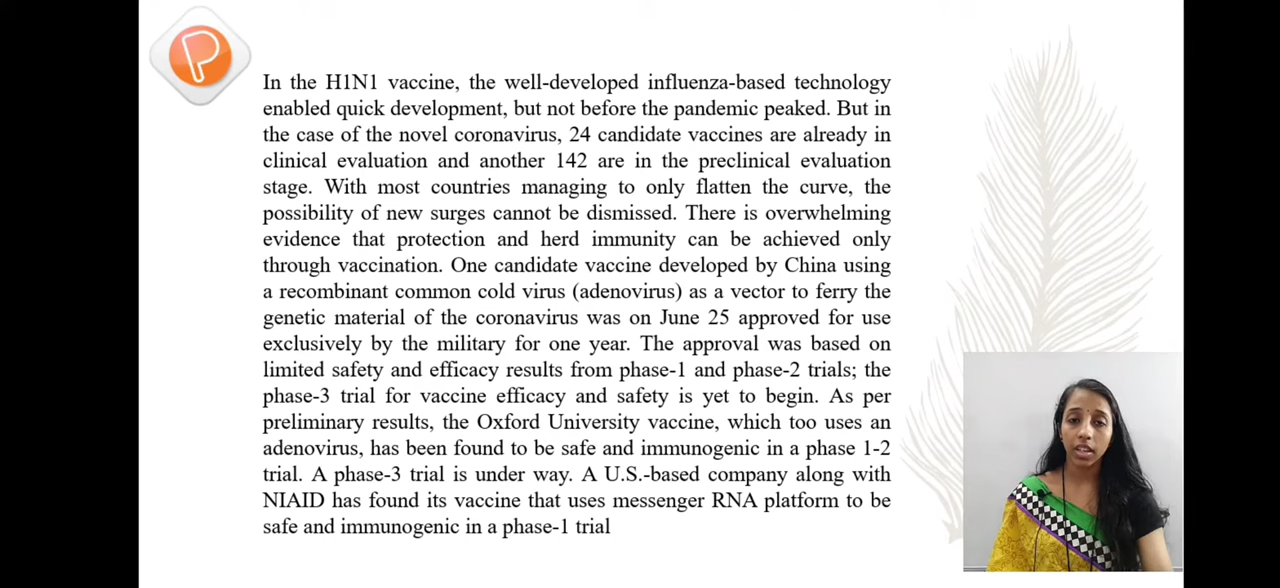 P
In the H1N1 vaccine, the well-developed influenza-based technology
enabled quick development, but not before the pandemic peaked. But in
the case of the novel coronavirus, 24 candidate vaccines are already in
clinical evaluation and another 142 are in the preclinical evaluation
stage. With most countries managing to only flatten the curve, the
possibility of new surges cannot be dismissed. There is overwhelming
evidence that protection and herd immunity can be achieved only
through vaccination. One candidate vaccine developed by China using
a recombinant common cold virus (adenovirus) as a vector to ferry the
genetic material of the coronavirus was on June 25 approved for use
exclusively by the military for one year. The approval was based on
limited safety and efficacy results from phase-1 and phase-2 trials; the
phase-3 trial for vaccine efficacy and safety is yet to begin. As per
preliminary results, the Oxford University vaccine, which too uses an
adenovirus, has been found to be safe and immunogenic in a phase 1-2
trial. A phase-3 trial is under way. A U.S.-based company along with
NIAID has found its vaccine that uses messenger RNA platform to be
safe and immunogenic in a phase-1 trial